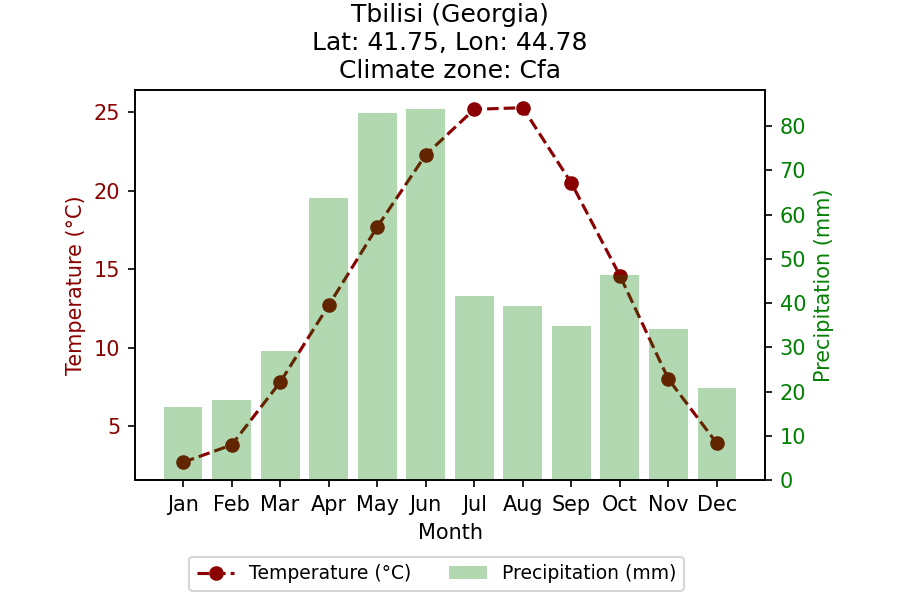 Tbilisi (Georgia)
Lat: 41.75, Lon: 44.78
Climate zone: Cfa
Temperature (°C)
25
20
15
10
5
Precipitation (mm)
80
70
60
50
40
30
20
10
0
Jan Feb Mar Apr May Jun Jul Aug Sep Oct Nov Dec
Month
Temperature (°C) Precipitation (mm)